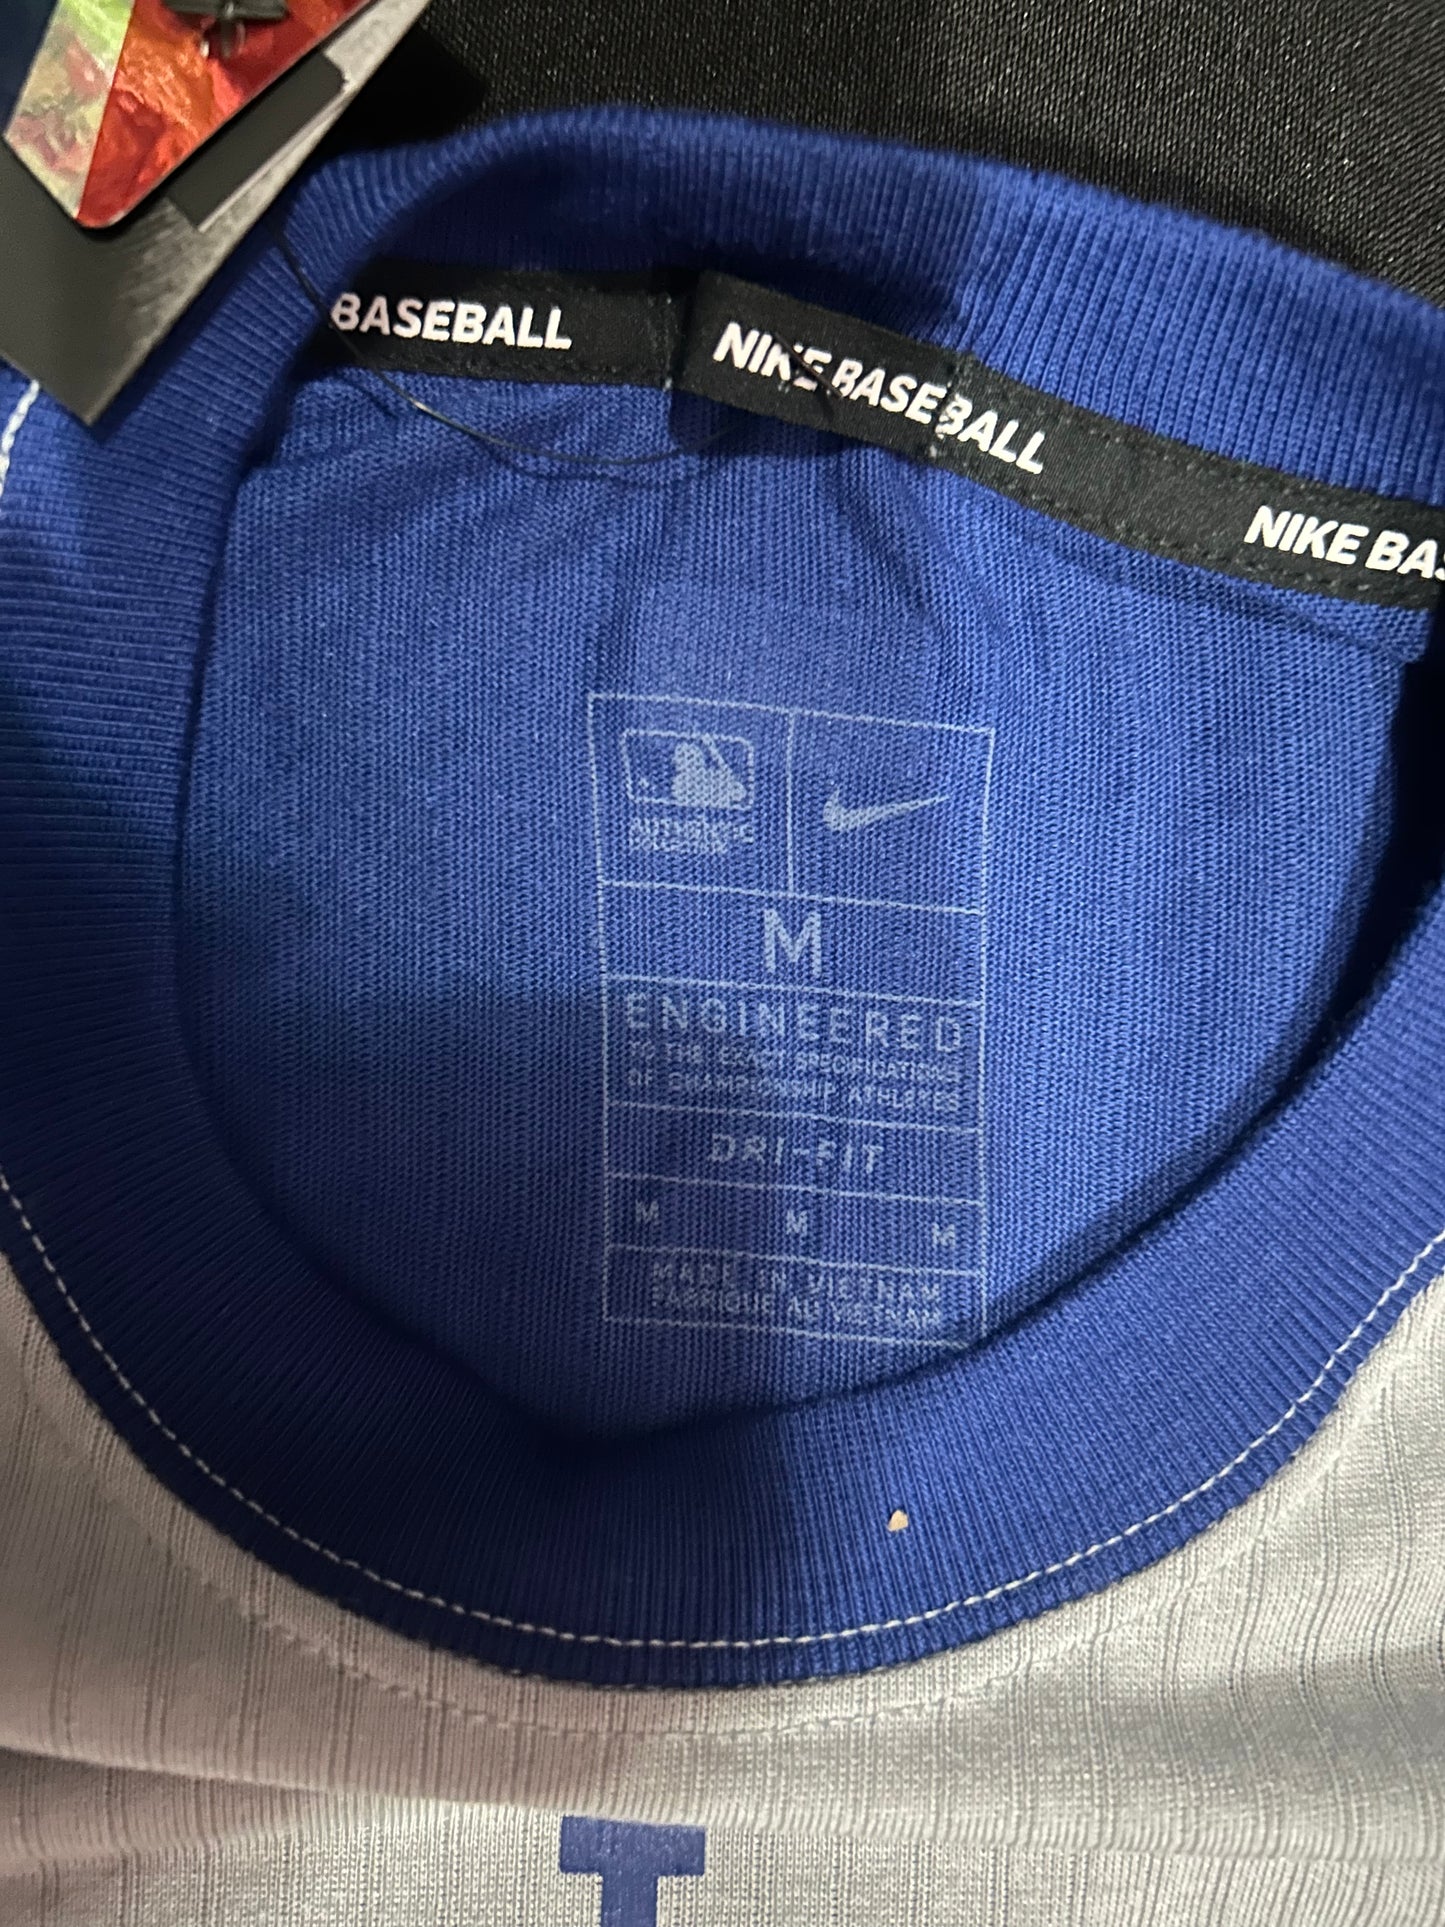 BASEBALL
NIKE BASEBALL
NIKE BAS
AUTHENTIC
COLLECTION
M
ENGINEERED
TO THE EXACT SPECIFICATIONS
OF CHAMPIONSHIP ATHLETES
DRI-FIT
M M M
MADE IN VIETNAM
FABRIQUÉ AU VIETNAM